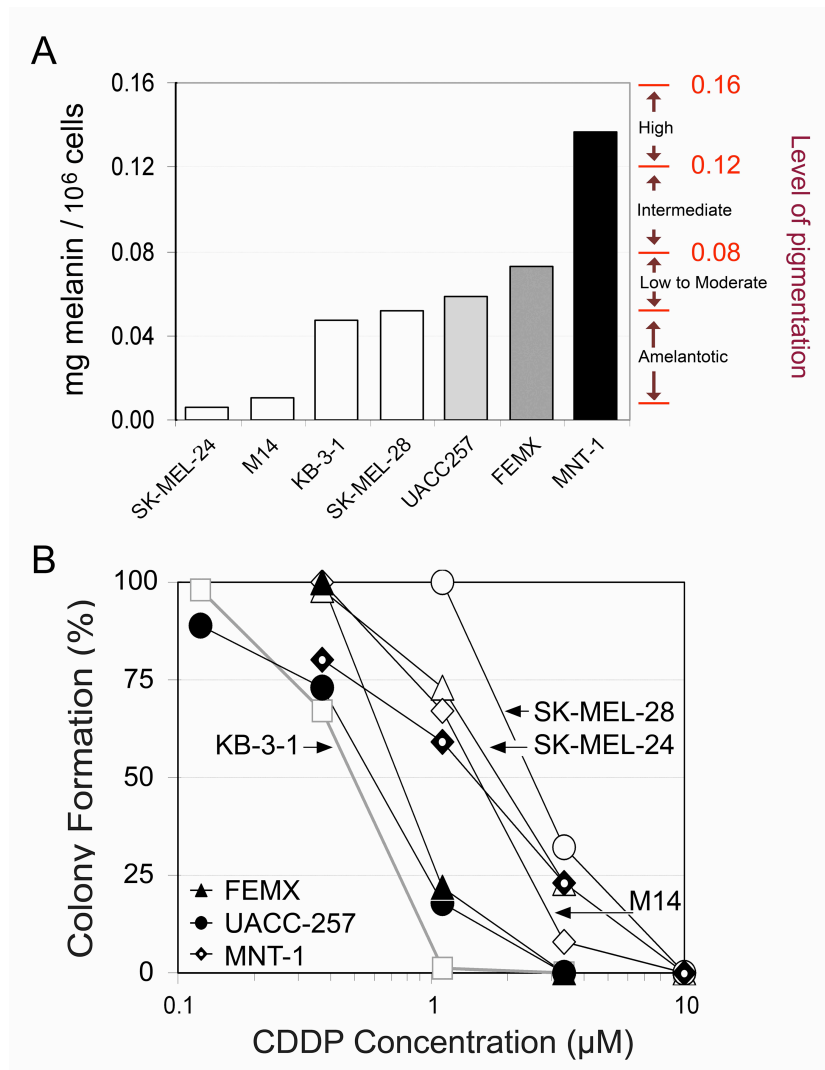 A
mg melanin / 10⁶ cells
0.16
0.12
0.08
0.04
0.00
SK-MEL-24
M14
KB-3-1
SK-MEL-28
UACC257
FEMX
MNT-1
0.16
High
0.12
Intermediate
0.08
Low to Moderate
Amelantotic
Level of pigmentation
B
Colony Formation (%)
100
75
50
25
0
SK-MEL-28
KB-3-1
SK-MEL-24
M14
FEMX
UACC-257
MNT-1
0.1
1
10
CDDP Concentration (µM)